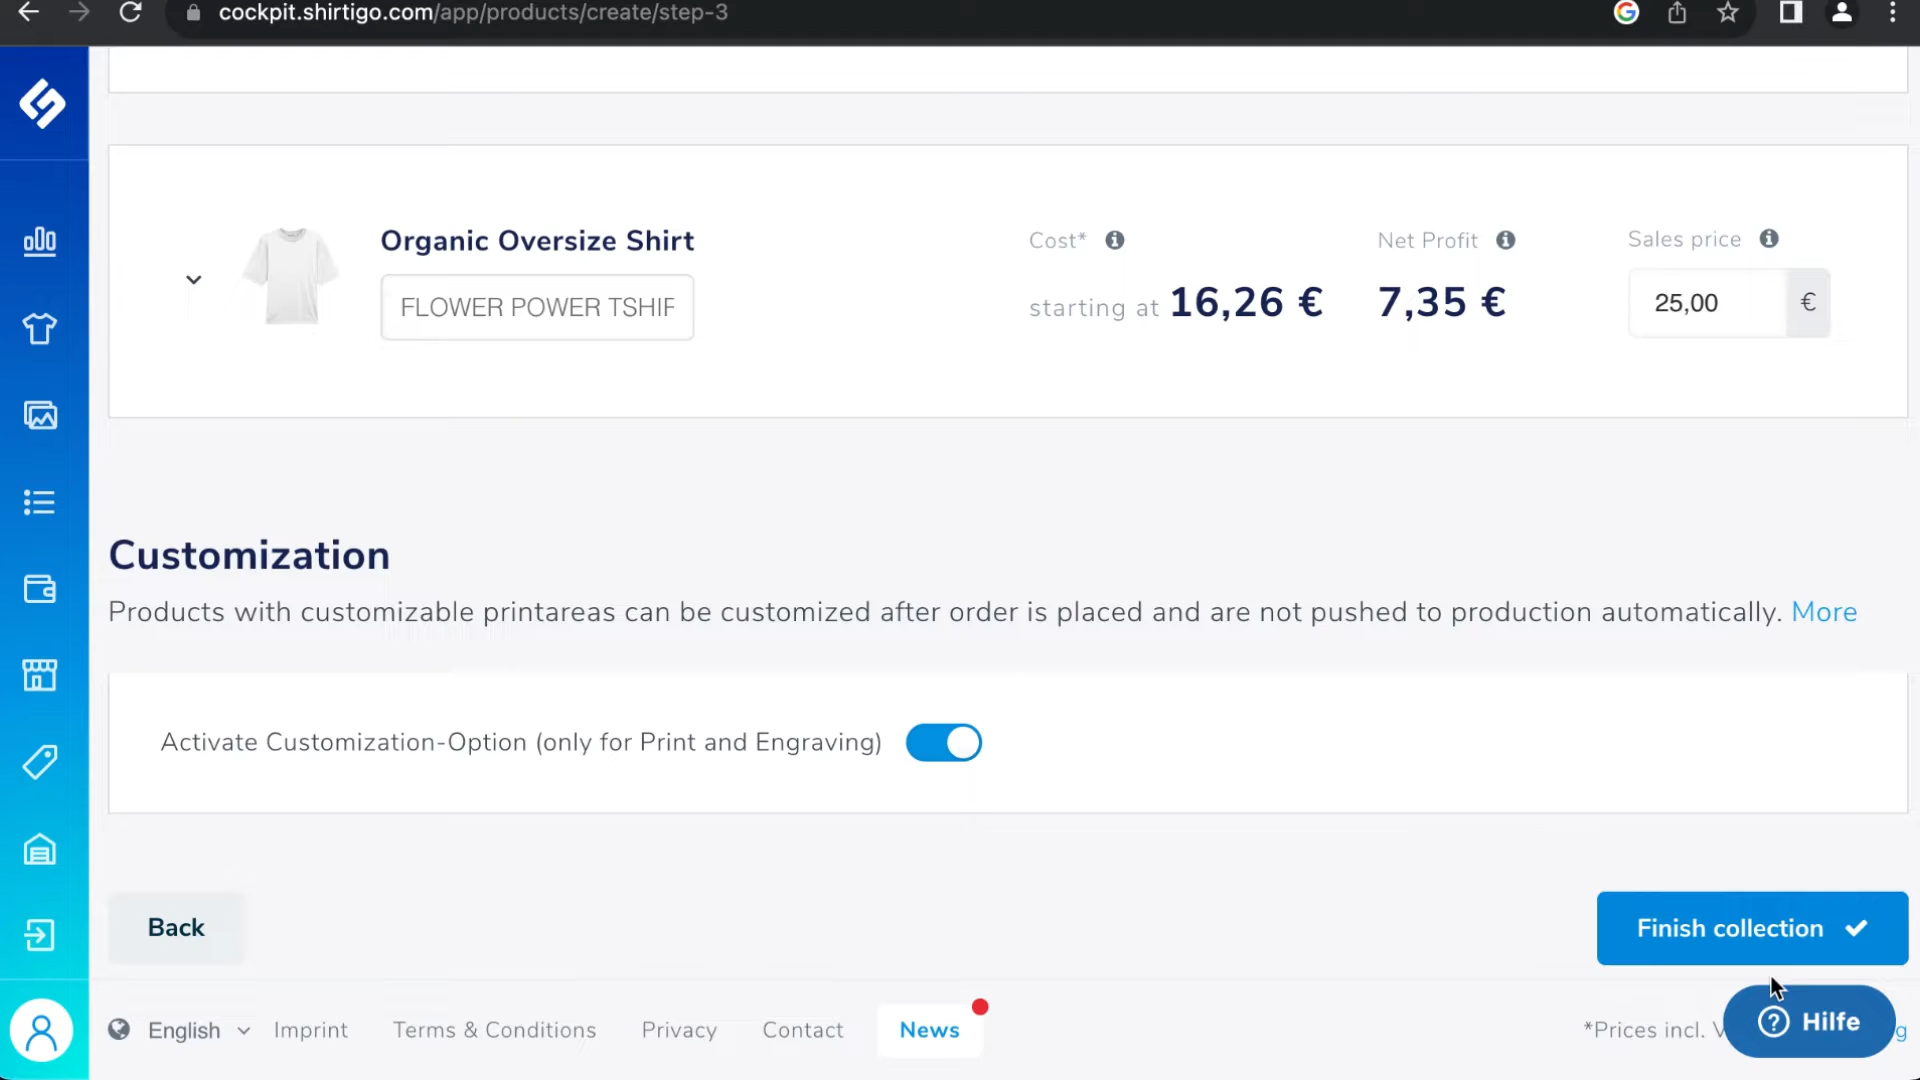 cockpit.shirtigo.com/app/products/create/step-3
Organic Oversize Shirt
FLOWER POWER TSHIF
Cost*
starting at 16,26 €
Net Profit
7,35 €
Sales price
25,00 €
Customization
Products with customizable printareas can be customized after order is placed and are not pushed to production automatically. More
Activate Customization-Option (only for Print and Engraving)
Back
Finish collection
English
Imprint
Terms & Conditions
Privacy
Contact
News
*Prices incl.
Hilfe